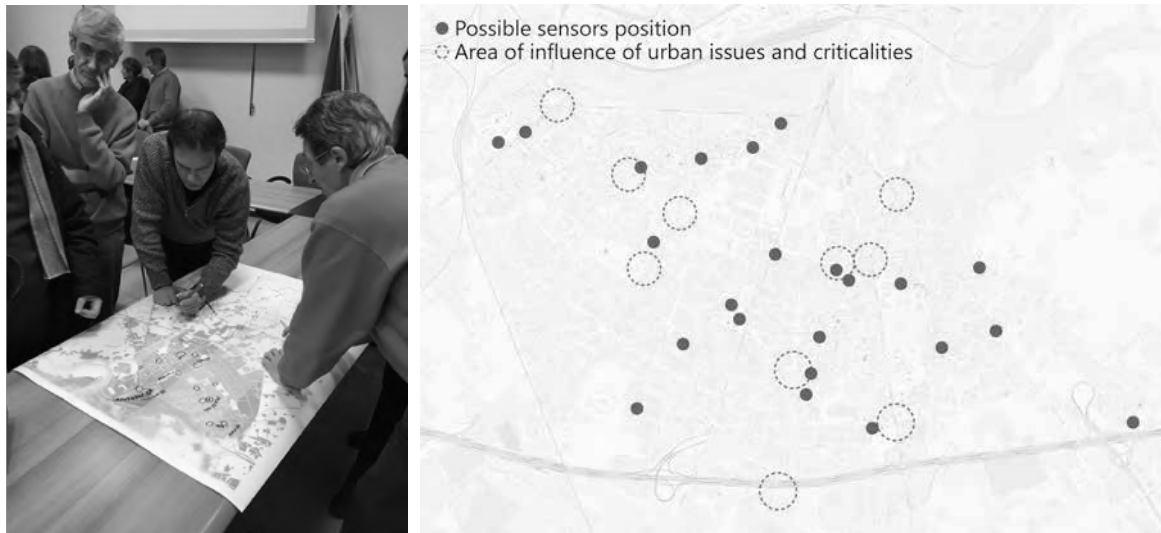 Possible sensors position
Area of influence of urban issues and criticalities